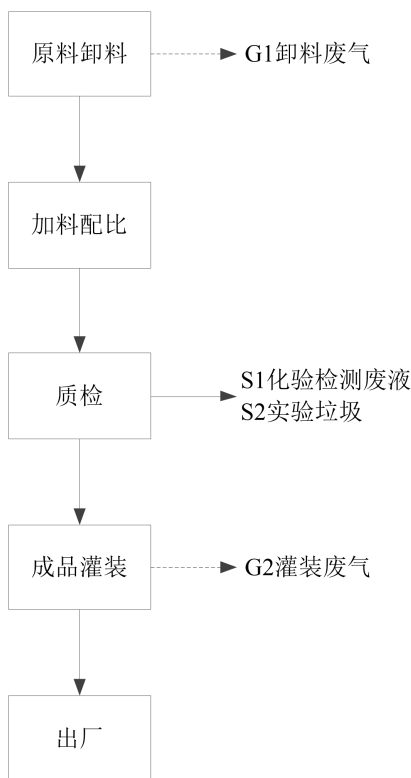 原料卸料
G1卸料废气
加料配比
质检
S1化验检测废液
S2实验垃圾
成品灌装
G2灌装废气
出厂